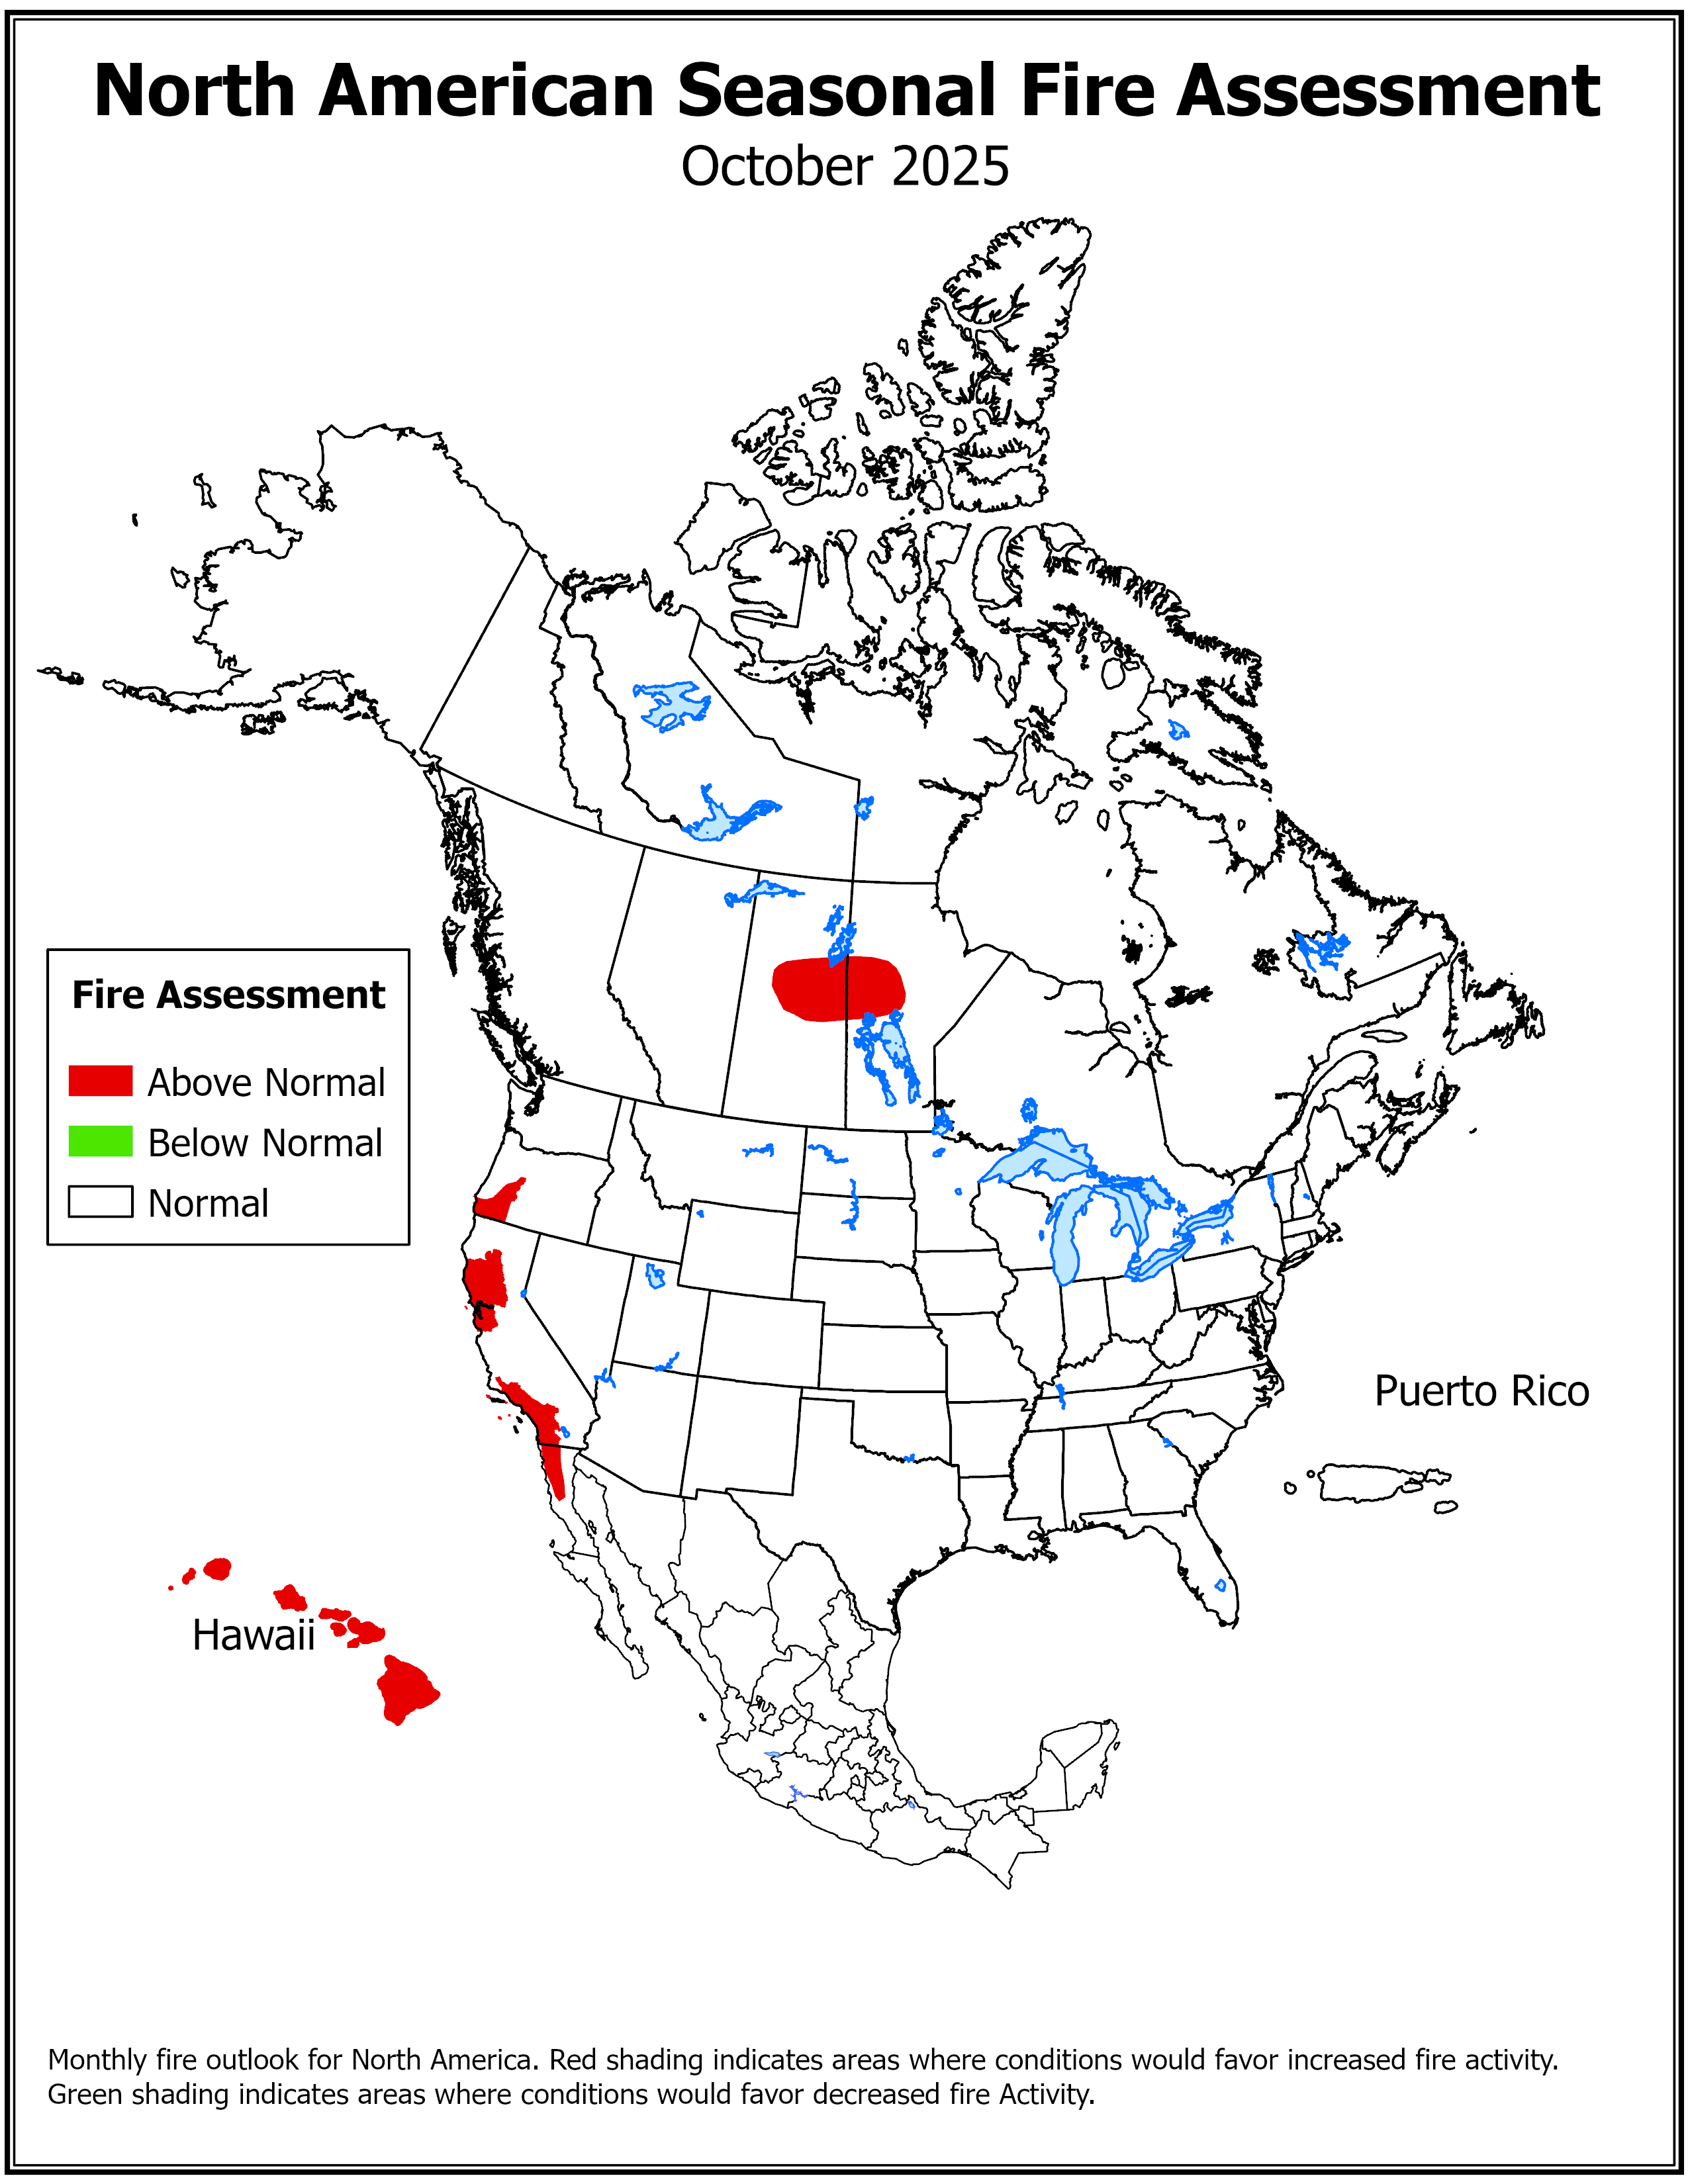 North American Seasonal Fire Assessment
October 2025
Fire Assessment
Above Normal
Below Normal
Normal
Puerto Rico
Hawaii
Monthly fire outlook for North America. Red shading indicates areas where conditions would favor increased fire activity.
Green shading indicates areas where conditions would favor decreased fire Activity.